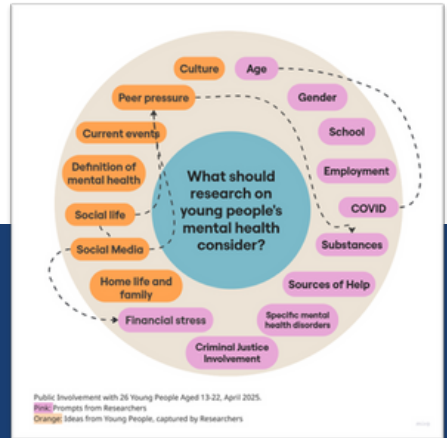 Culture
Age
Peer pressure
Gender
Current events
School
Definition of
mental health
Employment
What should
research on
young people's
mental health
consider?
Social life
COVID
Social Media
Substances
Home life and
family
Sources of Help
Financial stress
Specific mental
health disorders
Criminal Justice
Involvement
Public Involvement with 26 Young People Aged 13-22, April 2025.
Pink: Prompts from Researchers
Orange: Ideas from Young People, captured by Researchers
miro